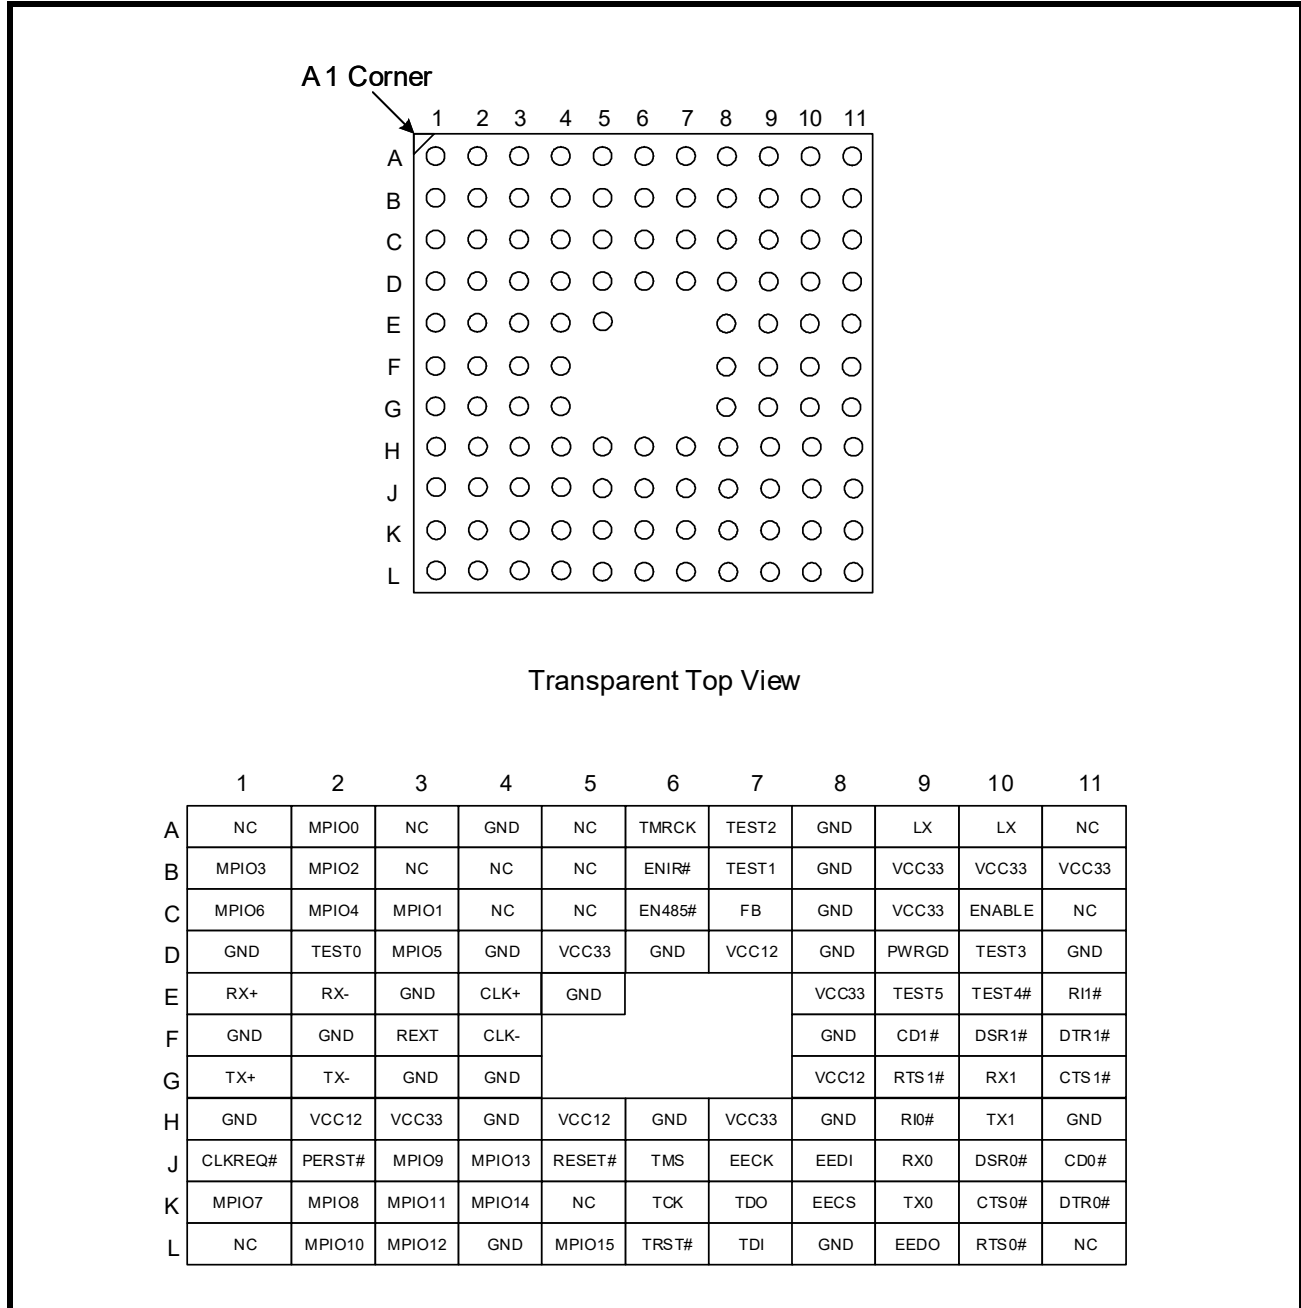 A1 Corner
1 2 3 4 5 6 7 8 9 10 11
A
B
C
D
E
F
G
H
J
K
L
Transparent Top View
1 2 3 4 5 6 7 8 9 10 11
A NC MPIO0 NC GND NC TMRCK TEST2 GND LX LX NC
B MPIO3 MPIO2 NC NC NC ENIR# TEST1 GND VCC33 VCC33 VCC33
C MPIO6 MPIO4 MPIO1 NC NC EN485# FB GND VCC33 ENABLE NC
D GND TEST0 MPIO5 GND VCC33 GND VCC12 GND PWRGD TEST3 GND
E RX+ RX- GND CLK+ GND VCC33 TEST5 TEST4# RI1#
F GND GND REXT CLK- GND CD1# DSR1# DTR1#
G TX+ TX- GND GND VCC12 RTS1# RX1 CTS1#
H GND VCC12 VCC33 GND VCC12 GND VCC33 GND RI0# TX1 GND
J CLKREQ# PERST# MPIO9 MPIO13 RESET# TMS EECK EEDI RX0 DSR0# CD0#
K MPIO7 MPIO8 MPIO11 MPIO14 NC TCK TDO EECS TX0 CTS0# DTR0#
L NC MPIO10 MPIO12 GND MPIO15 TRST# TDI GND EEDO RTS0# NC